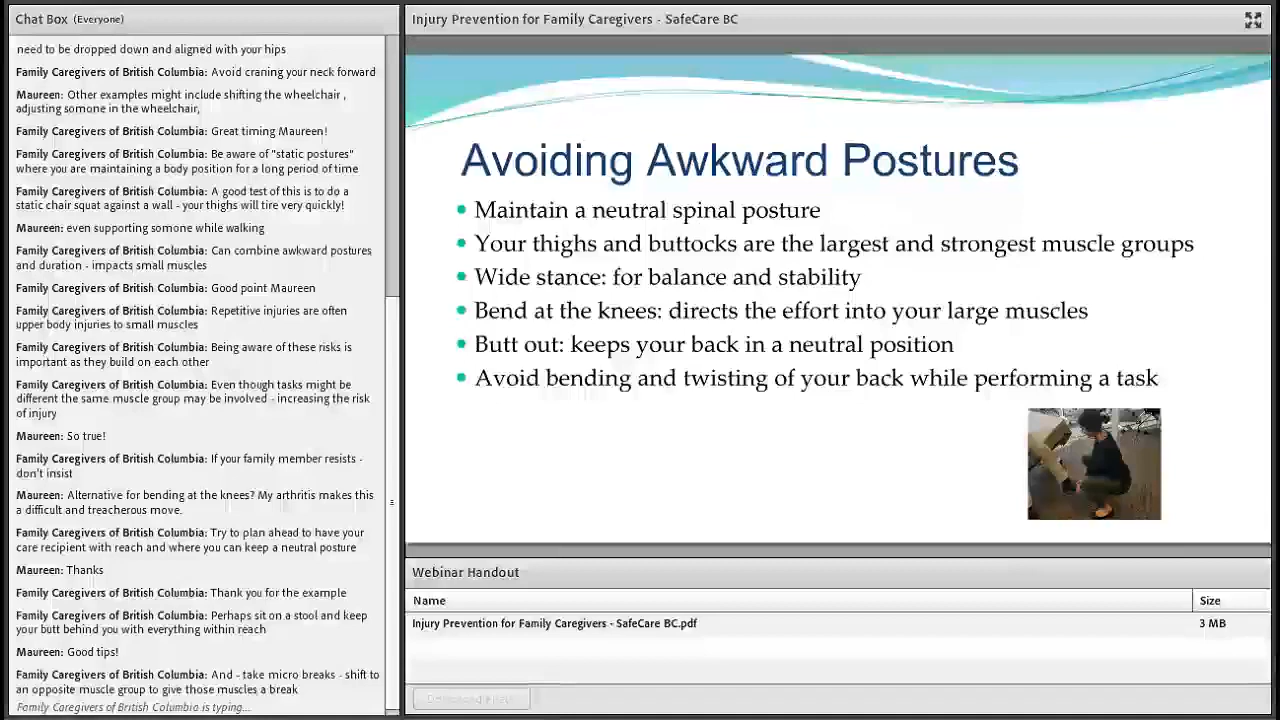 Chat Box (Everyone)
need to be dropped down and aligned with your hips
Family Caregivers of British Columbia: Avoid craning your neck forward
Maureen: Other examples might include shifting the wheelchair ,
adjusting somone in the wheelchair,
Family Caregivers of British Columbia: Great timing Maureen!
Family Caregivers of British Columbia: Be aware of "static postures"
where you are maintaining a body position for a long period of time
Family Caregivers of British Columbia: A good test of this is to do a
static chair squat against a wall - your thighs will tire very quickly!
Maureen: even supporting somone while walking
Family Caregivers of British Columbia: Can combine awkward postures
and duration - impacts small muscles
Family Caregivers of British Columbia: Good point Maureen
Family Caregivers of British Columbia: Repetitive injuries are often
upper body injuries to small muscles
Family Caregivers of British Columbia: Being aware of these risks is
important as they build on each other
Family Caregivers of British Columbia: Even though tasks might be
different the same muscle group may be involved - increasing the risk
of injury
Maureen: So true!
Family Caregivers of British Columbia: If your family member resists -
don't insist
Maureen: Alternative for bending at the knees? My arthritis makes this
a difficult and treacherous move.
Family Caregivers of British Columbia: Try to plan ahead to have your
care recipient with reach and where you can keep a neutral posture
Maureen: Thanks
Family Caregivers of British Columbia: Thank you for the example
Family Caregivers of British Columbia: Perhaps sit on a stool and keep
your butt behind you with everything within reach
Maureen: Good tips!
Family Caregivers of British Columbia: And - take micro breaks - shift to
an opposite muscle group to give those muscles a break
Family Caregivers of British Columbia is typing...
Injury Prevention for Family Caregivers - SafeCare BC
Avoiding Awkward Postures
• Maintain a neutral spinal posture
• Your thighs and buttocks are the largest and strongest muscle groups
• Wide stance: for balance and stability
• Bend at the knees: directs the effort into your large muscles
• Butt out: keeps your back in a neutral position
• Avoid bending and twisting of your back while performing a task
Webinar Handout
Name Size
Injury Prevention for Family Caregivers - SafeCare BC.pdf 3 MB